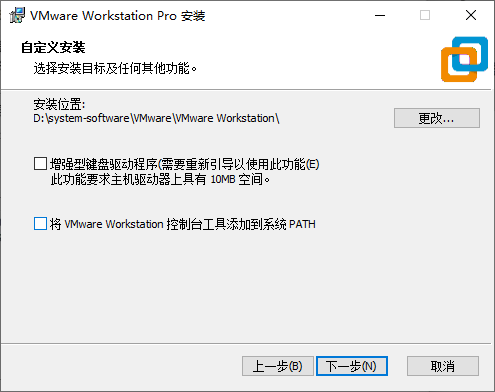 VMware Workstation Pro 安装
自定义安装
选择安装目标及任何其他功能。
安装位置:
D:\system-software\VMware\VMware Workstation\
更改...
增强型键盘驱动程序(需要重新引导以使用此功能(E)
此功能要求主机驱动器上具有 10MB 空间。
将 VMware Workstation 控制台工具添加到系统 PATH
上一步(B)
下一步(N)
取消